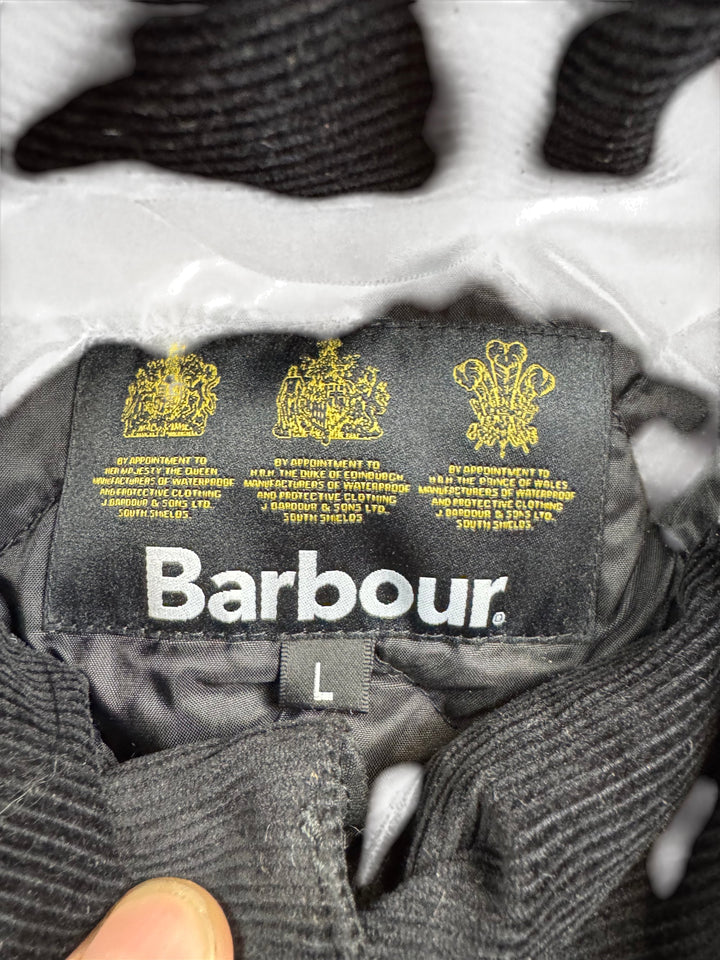 BY APPOINTMENT TO
HER MAJESTY THE QUEEN
MANUFACTURERS OF WATERPROOF
AND PROTECTIVE CLOTHING
J.BARBOUR & SONS LTD.
SOUTH SHIELDS
BY APPOINTMENT TO
H.R.H. THE DUKE OF EDINBURGH
MANUFACTURERS OF WATERPROOF
AND PROTECTIVE CLOTHING
J.BARBOUR & SONS LTD.
SOUTH SHIELDS
BY APPOINTMENT TO
H.R.H. THE PRINCE OF WALES
MANUFACTURERS OF WATERPROOF
AND PROTECTIVE CLOTHING
J.BARBOUR & SONS LTD.
SOUTH SHIELDS
Barbour®
L